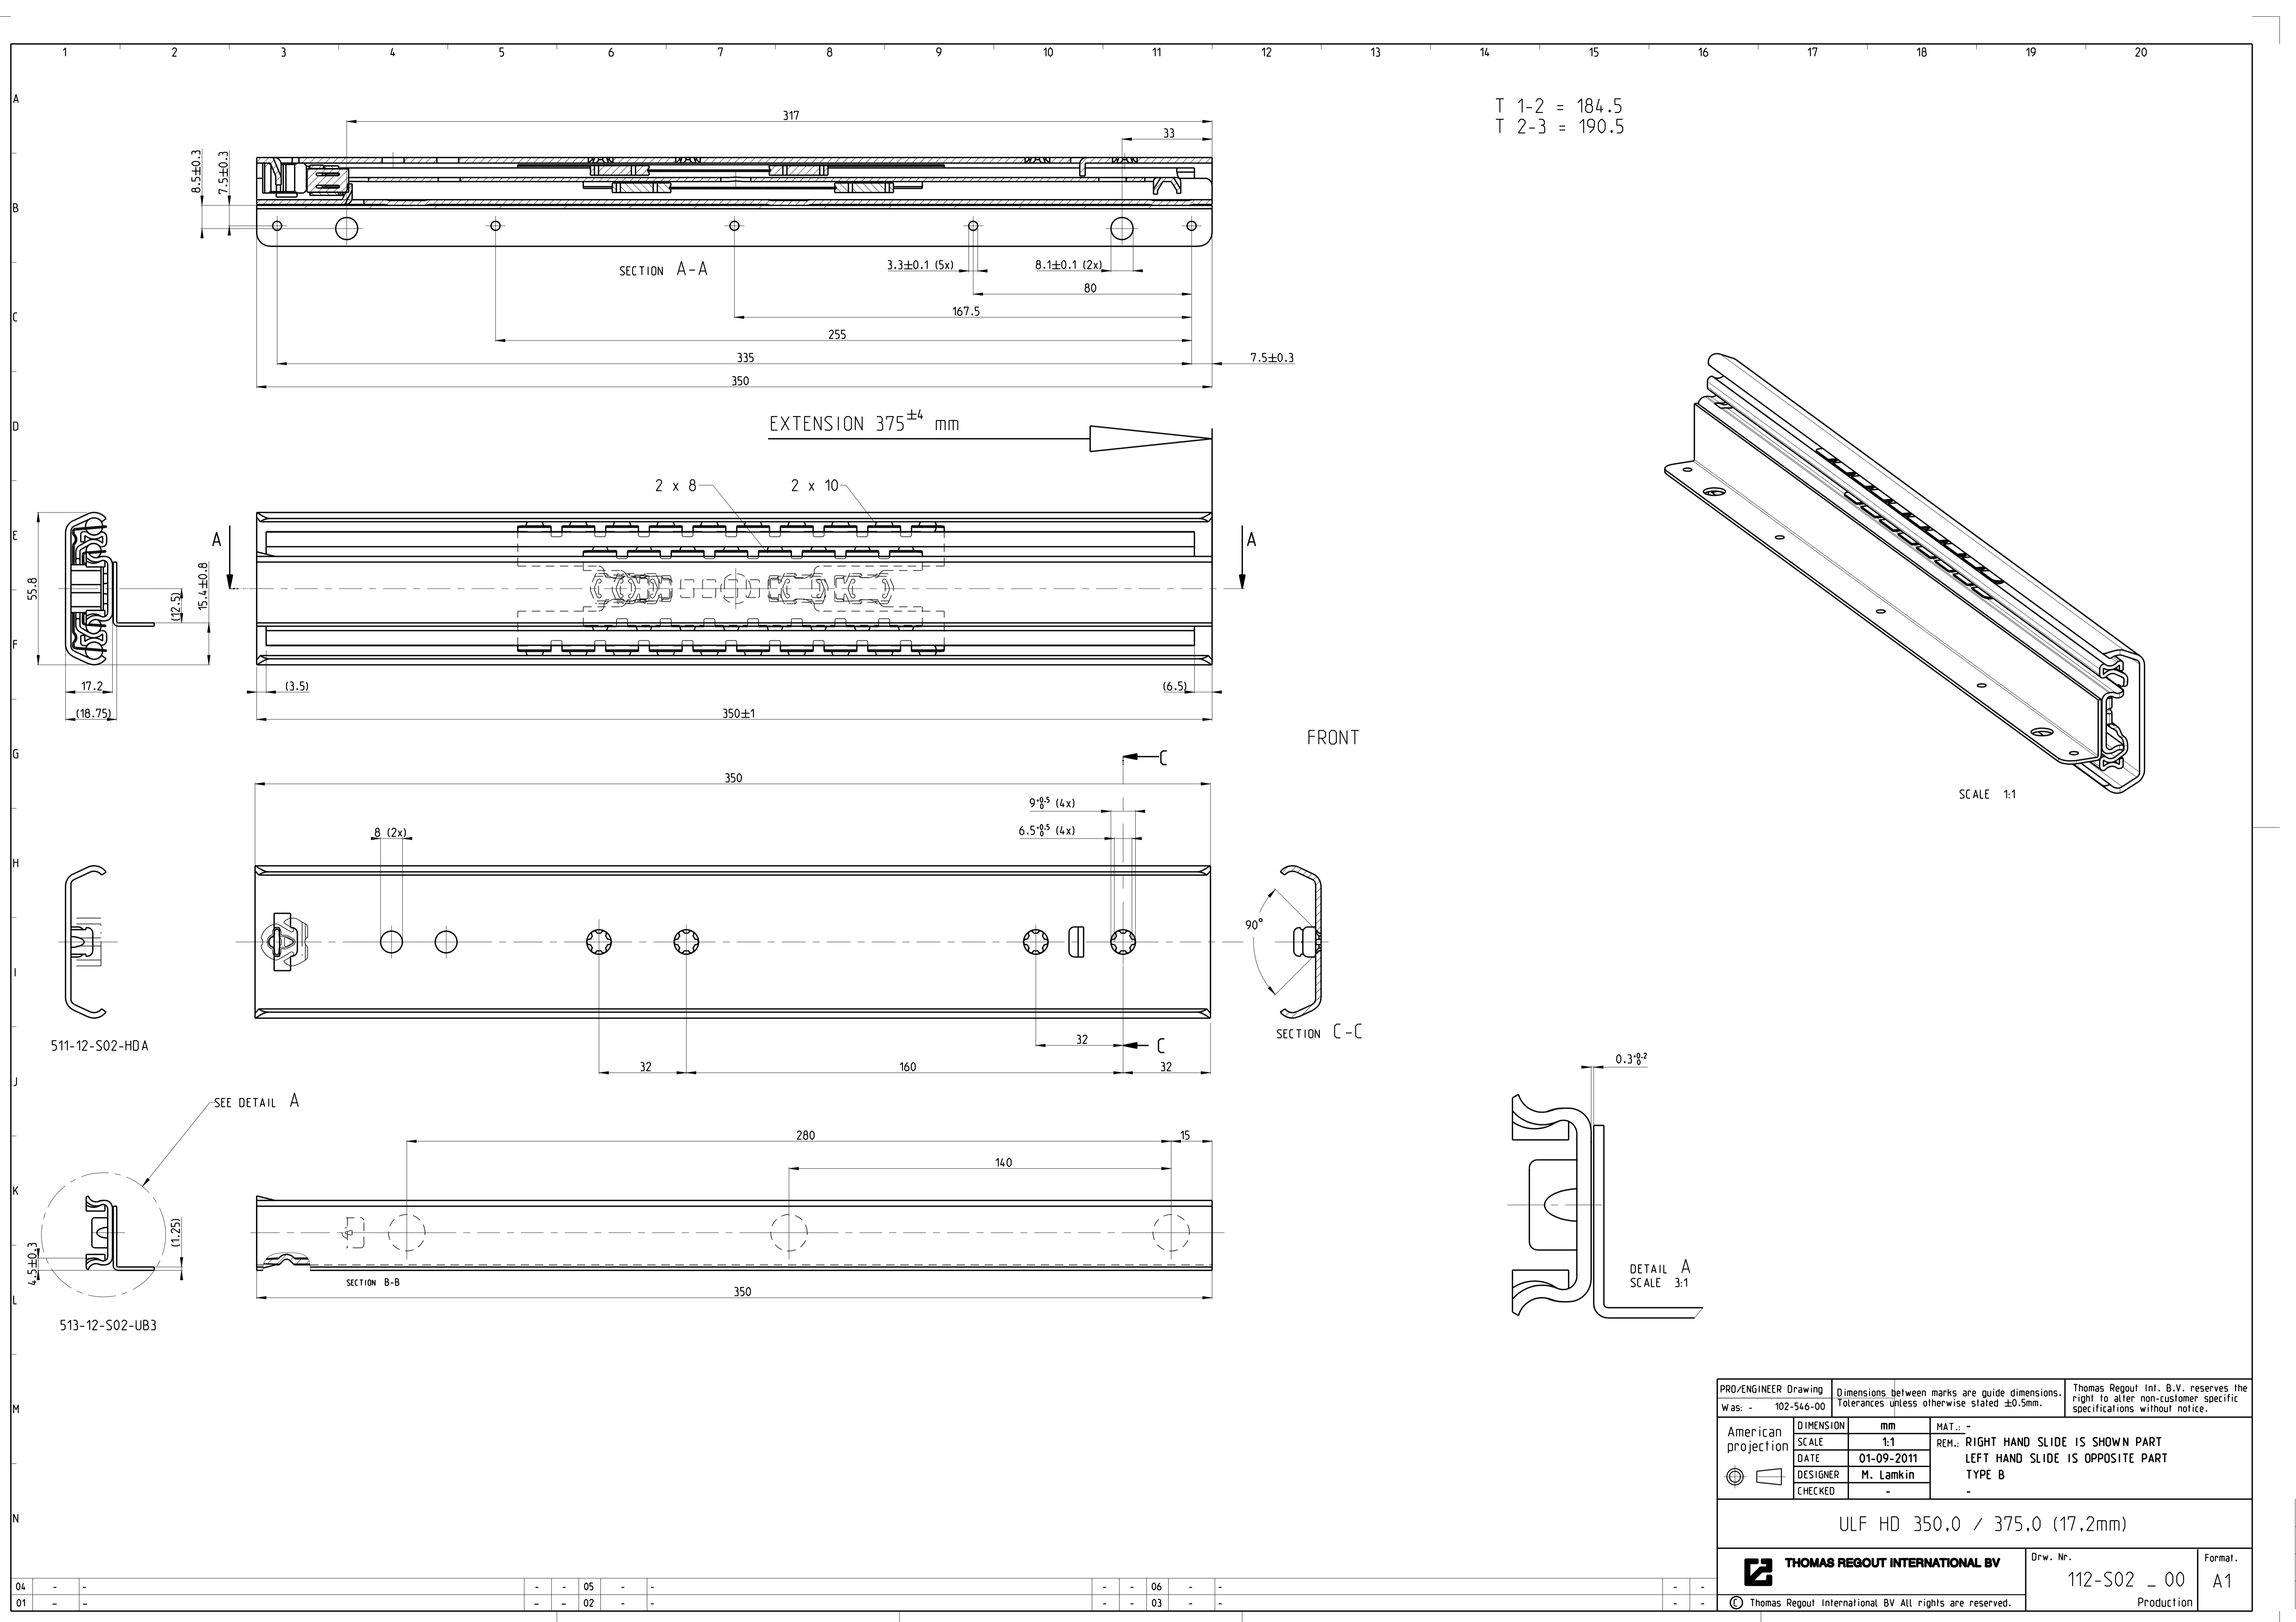 1 2 3 4 5 6 7 8 9 10 11 12 13 14 15 16 17 18 19 20
A
B
C
D
E
F
G
H
I
J
K
L
M
N
T 1-2 = 184.5
T 2-3 = 190.5
317
33
8.5±0.3
7.5±0.3
SECTION A-A
3.3±0.1 (5x)
8.1±0.1 (2x)
80
167.5
255
335
7.5±0.3
350
EXTENSION 375±4 mm
2 x 8
2 x 10
A
A
55.8
(12.5)
15.4±0.8
17.2
(18.75)
(3.5)
(6.5)
350±1
FRONT
SCALE 1:1
C
350
9+0.5 0 (4x)
6.5+0.5 0 (4x)
8 (2x)
90°
511-12-S02-HDA
SECTION C-C
32
C
32
160
32
0.3+0.2 0
SEE DETAIL A
280
15
140
4.5±0.3
(1.25)
SECTION B-B
350
513-12-S02-UB3
DETAIL A
SCALE 3:1
PRO/ENGINEER Drawing
Was: - 102-546-00
Dimensions between marks are guide dimensions.
Tolerances unless otherwise stated ±0.5mm.
Thomas Regout Int. B.V. reserves the
right to alter non-customer specific
specifications without notice.
American
projection
DIMENSION mm
SCALE 1:1
DATE 01-09-2011
DESIGNER M. Lamkin
CHECKED -
MAT.: -
REM.: RIGHT HAND SLIDE IS SHOWN PART
LEFT HAND SLIDE IS OPPOSITE PART
TYPE B
-
ULF HD 350.0 / 375.0 (17.2mm)
THOMAS REGOUT INTERNATIONAL BV
© Thomas Regout International BV All rights are reserved.
Drw. Nr.
112-S02 _ 00
Production
Format.
A1
04 - - - - 05 - - - - 06 - - - -
01 - - - - 02 - - - - 03 - - - -